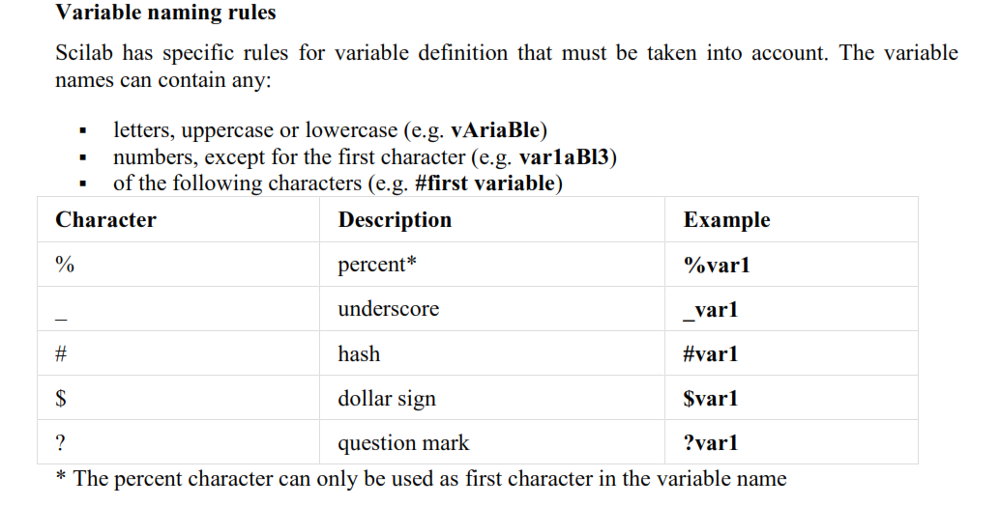 Variable naming rules
Scilab has specific rules for variable definition that must be taken into account. The variable
names can contain any:
▪ letters, uppercase or lowercase (e.g. vAriaBle)
▪ numbers, except for the first character (e.g. var1aBl3)
▪ of the following characters (e.g. #first variable)
Character Description Example
% percent* %var1
_ underscore _var1
# hash #var1
$ dollar sign $var1
? question mark ?var1
* The percent character can only be used as first character in the variable name